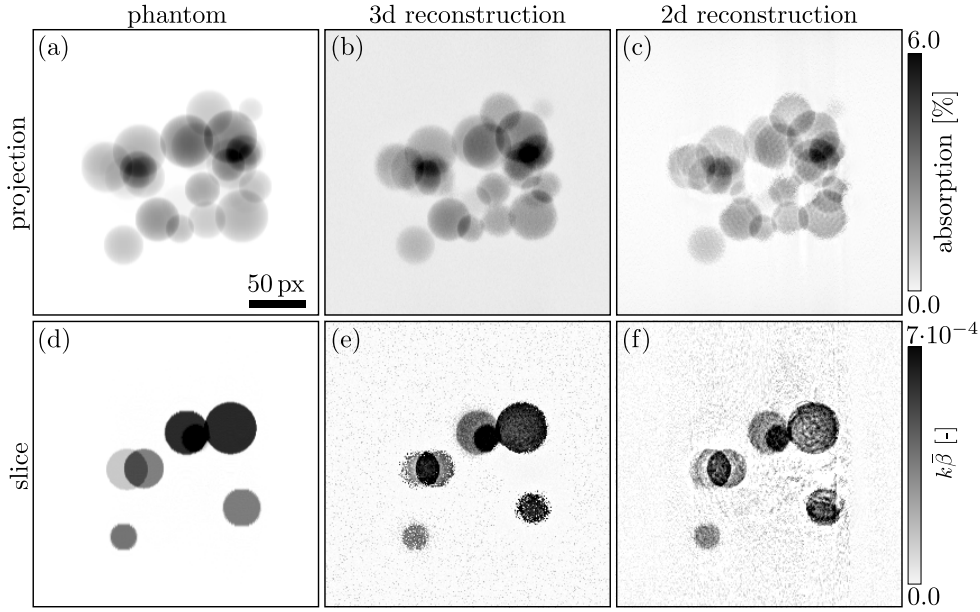 phantom 3d reconstruction 2d reconstruction
(a) (b) (c) 6.0
projection
absorption [%]
50 px
0.0
(d) (e) (f) 7·10⁻⁴
slice
kβ̅ [-]
0.0